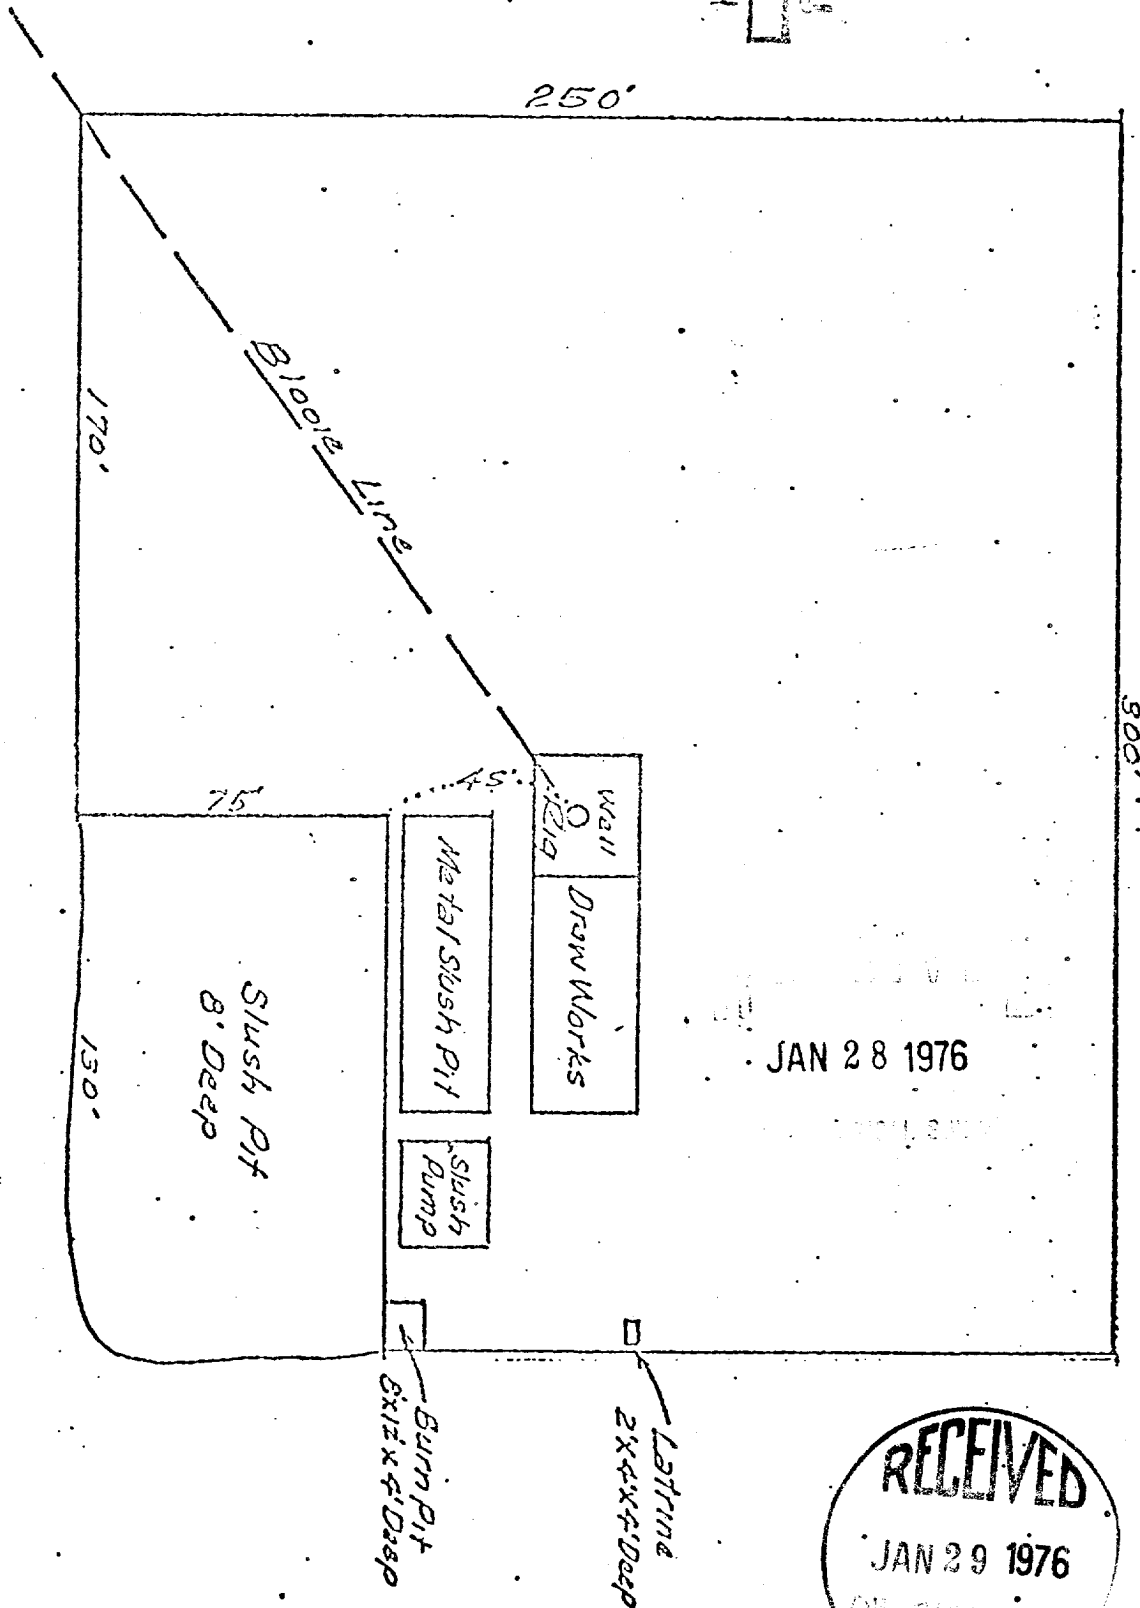 250'
Blooie Line
170'
300'
45'
75'
Well
Rig
Draw Works
Metal Slush Pit
Slush
Pump
Slush Pit
8' Deep
130'
JAN 28 1976
Burn Pit
8'x12'x4' Deep
Latrine
2'x4'x4' Deep
RECEIVED
JAN 29 1976